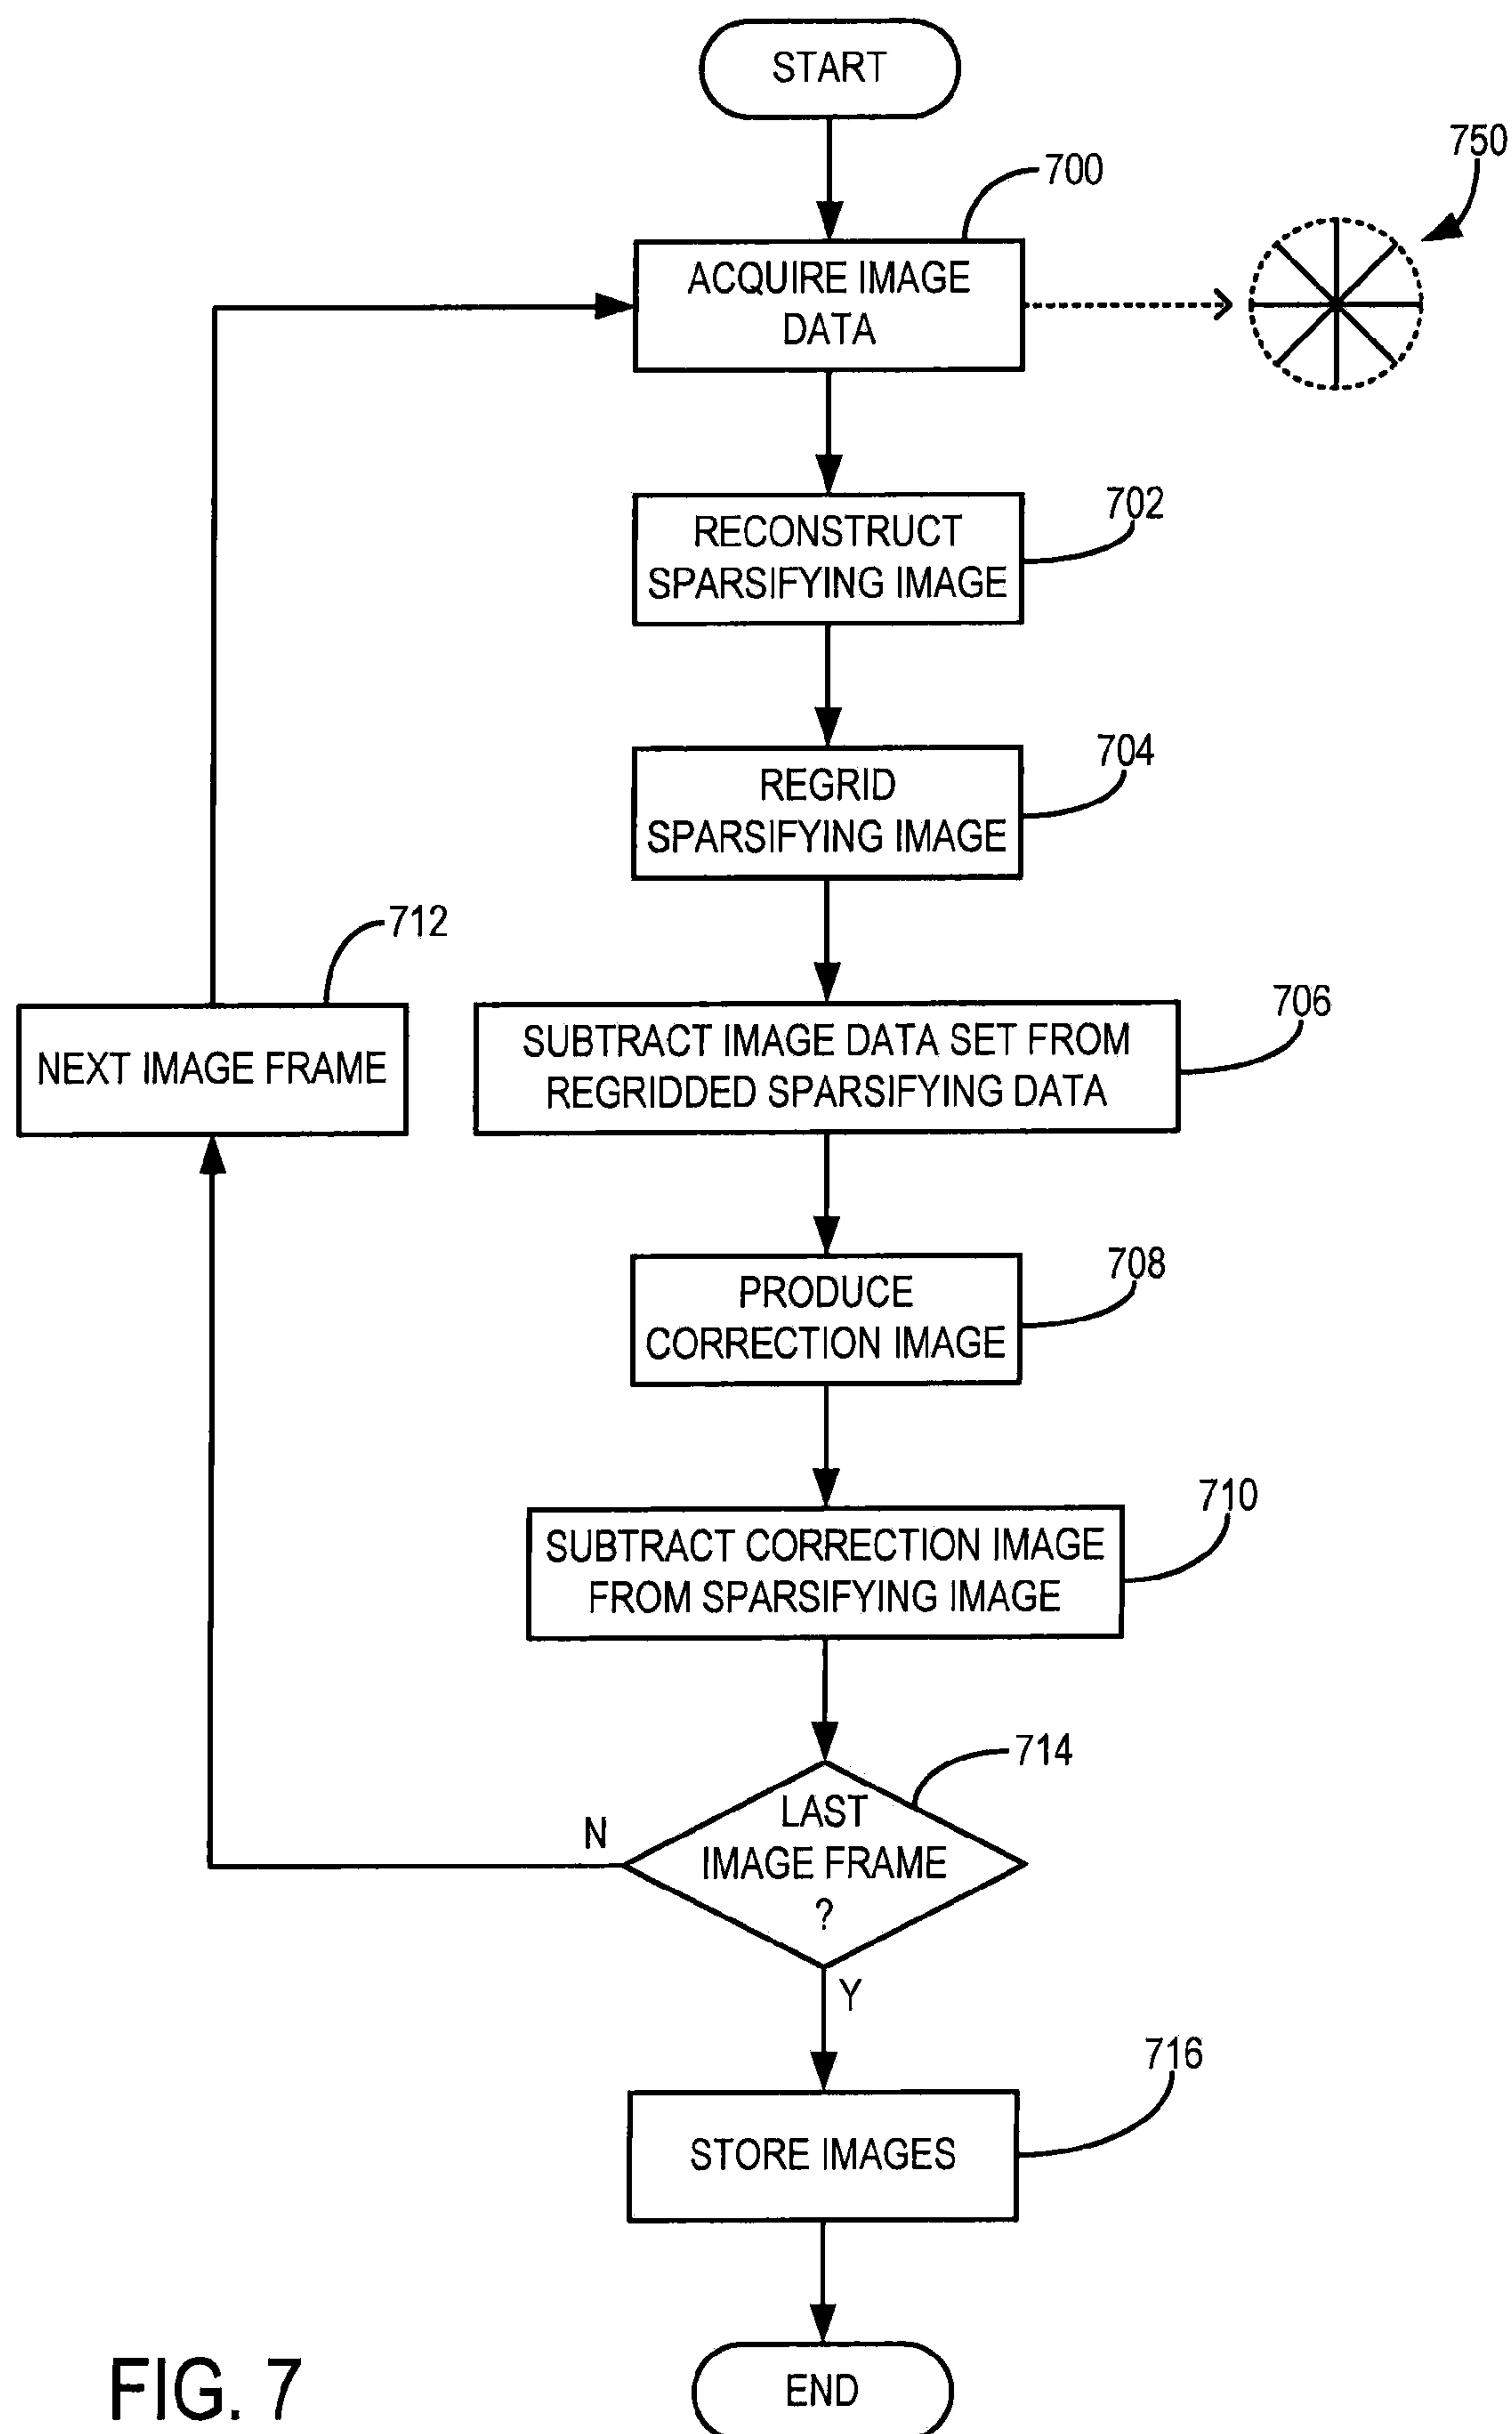 START
750
700
ACQUIRE IMAGE
DATA
702
RECONSTRUCT
SPARSIFYING IMAGE
704
REGRID
SPARSIFYING IMAGE
712
NEXT IMAGE FRAME
706
SUBTRACT IMAGE DATA SET FROM
REGRIDDED SPARSIFYING DATA
708
PRODUCE
CORRECTION IMAGE
710
SUBTRACT CORRECTION IMAGE
FROM SPARSIFYING IMAGE
714
LAST
IMAGE FRAME
?
N
Y
716
STORE IMAGES
END
FIG. 7